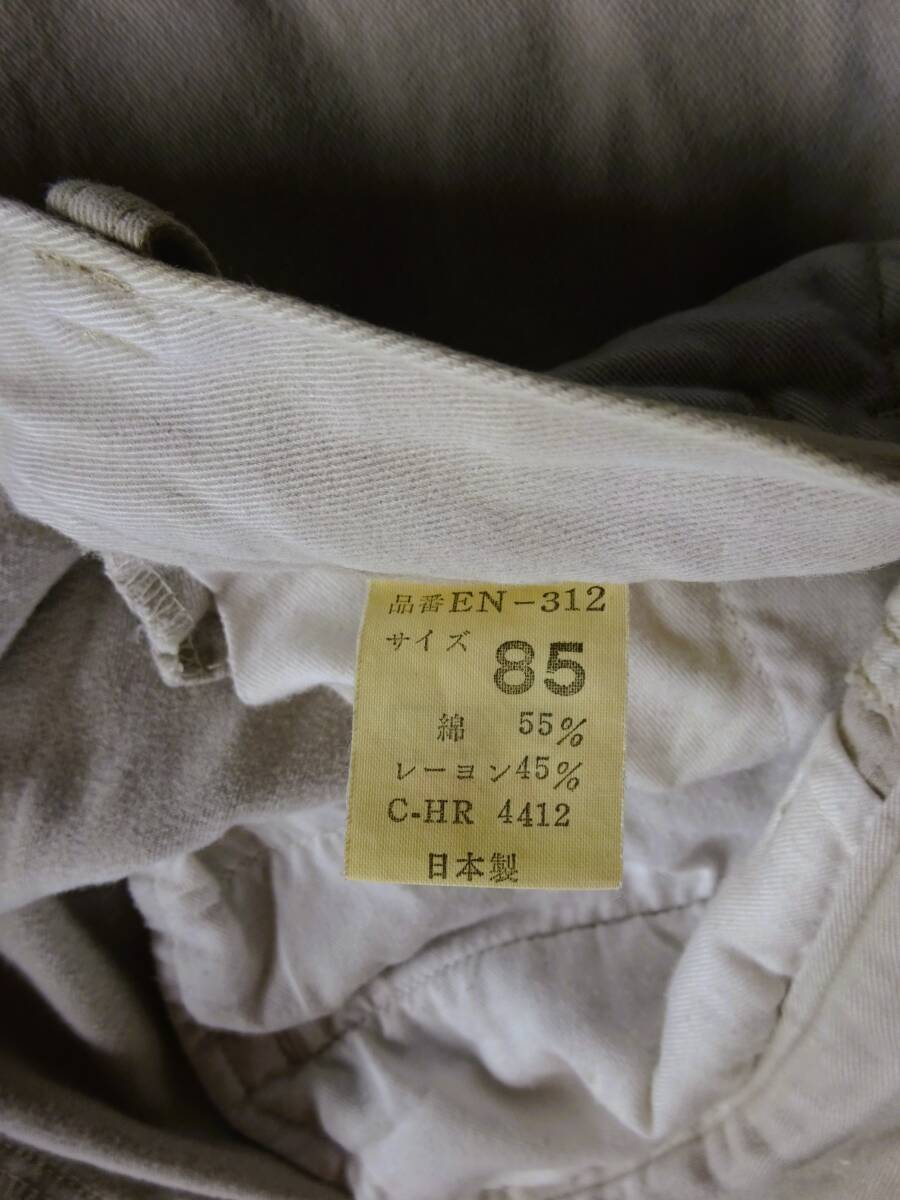 品番EN-312
サイズ 85
綿 55%
レーヨン45%
C-HR 4412
日本製